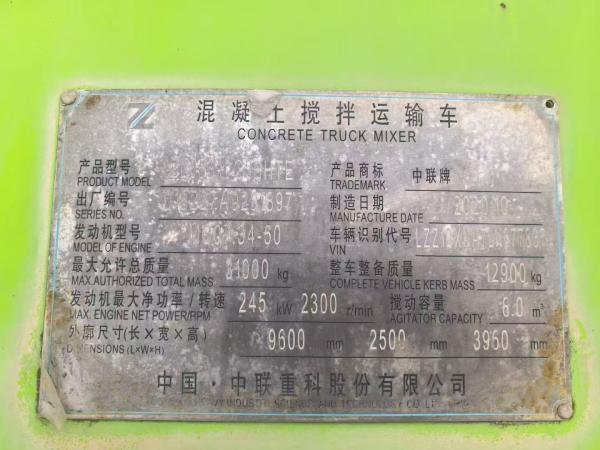 混凝土搅拌运输车
CONCRETE TRUCK MIXER
产品型号
PRODUCT MODEL
产品商标 中联牌
TRADEMARK
出厂编号
SERIES NO.
制造日期
MANUFACTURE DATE
发动机型号
MODEL OF ENGINE
车辆识别代号
VIN
最大允许总质量 31000 kg
MAX.AUTHORIZED TOTAL MASS
整车整备质量 12900 kg
COMPLETE VEHICLE KERB MASS
发动机最大净功率/转速 245 kW 2300 r/min
MAX. ENGINE NET POWER/RPM
搅动容量 6.0 m³
AGITATOR CAPACITY
外廓尺寸(长×宽×高) 9600 mm 2500 mm 3960 mm
DIMENSIONS (L×W×H)
中国·中联重科股份有限公司